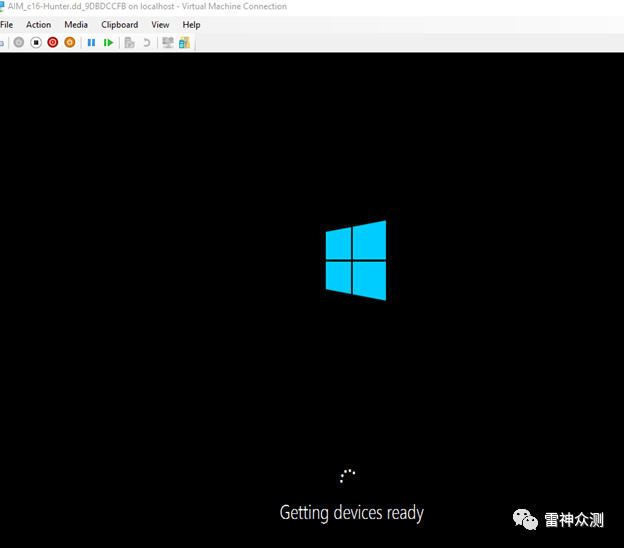 AIM_c16-Hunter.dd_9DBDCCFB on localhost - Virtual Machine Connection
File Action Media Clipboard View Help
Getting devices ready
雷神众测